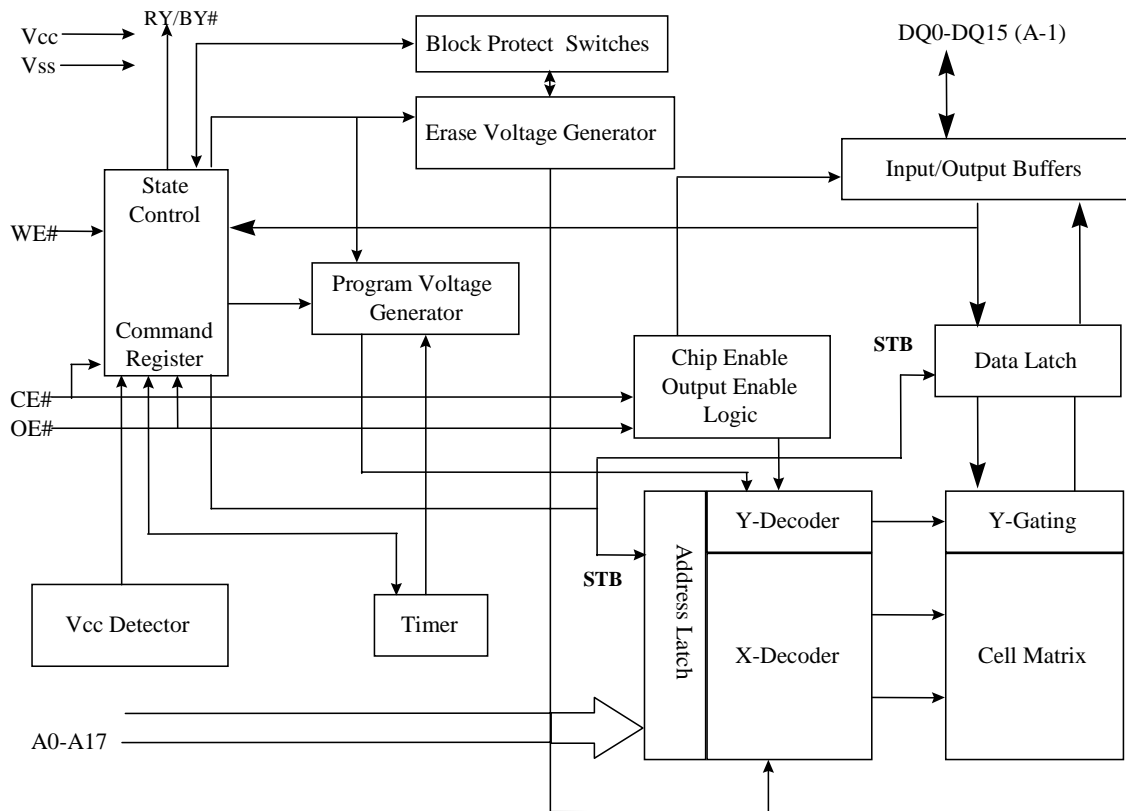 RY/BY#
Vcc
Vss
Block Protect Switches
DQ0-DQ15 (A-1)
Erase Voltage Generator
Input/Output Buffers
State
Control
WE#
Program Voltage
Generator
Command
Register
STB
Chip Enable
Output Enable
Logic
Data Latch
CE#
OE#
Y-Decoder
Y-Gating
Address Latch
STB
Vcc Detector
Timer
X-Decoder
Cell Matrix
A0-A17